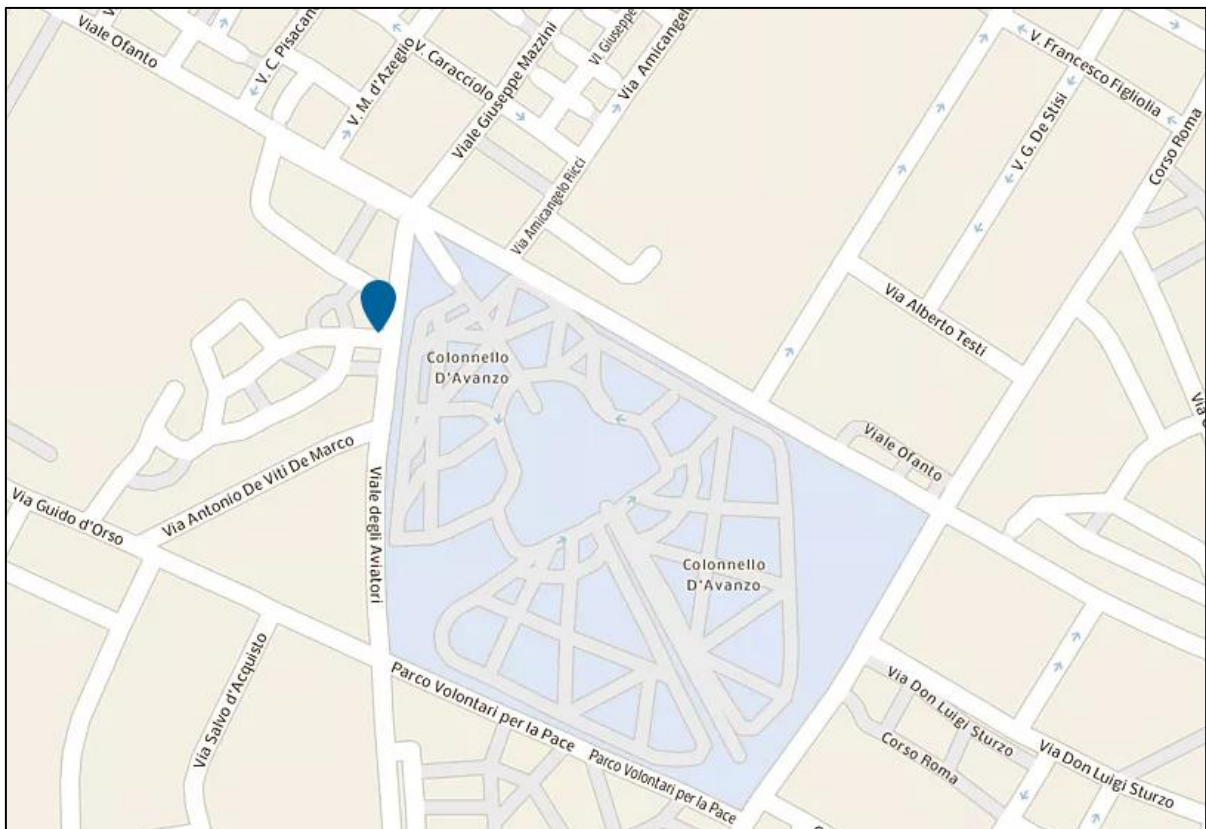 Viale Ofanto
V. C. Pisacane
V. M. d'Azeglio
V. Caracciolo
Viale Giuseppe Mazzini
Vl. Giuseppe
Via Amicangelo
Via Amicangelo Ricci
V. Francesco Figliolia
V. G. De Stisi
Corso Roma
Via Alberto Testi
Colonnello
D'Avanzo
Viale Ofanto
Via Antonio De Viti De Marco
Via Guido d'Orso
Viale degli Aviatori
Colonnello
D'Avanzo
Via Salvo d'Acquisto
Parco Volontari per la Pace
Parco Volontari per la Pace
Via Don Luigi Sturzo
Corso Roma
Via Don Luigi Sturzo